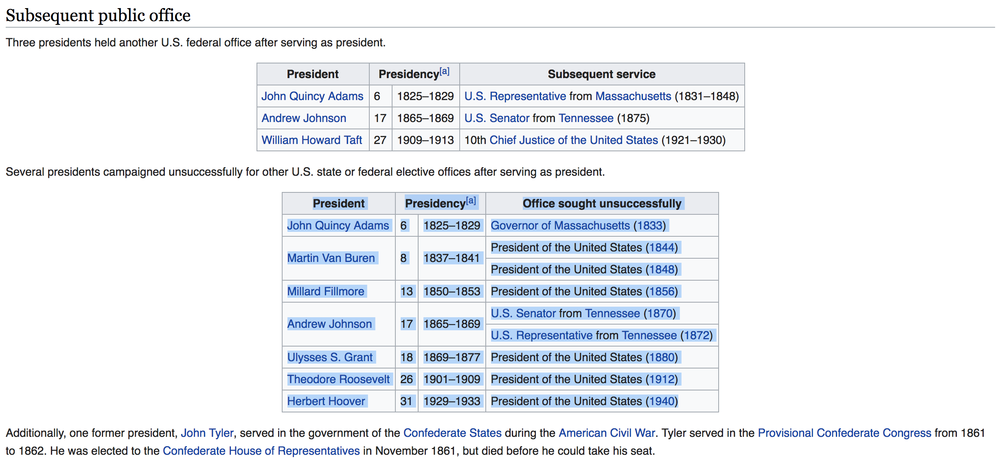 Subsequent public office
Three presidents held another U.S. federal office after serving as president.
President Presidency[a] Subsequent service
John Quincy Adams 6 1825–1829 U.S. Representative from Massachusetts (1831–1848)
Andrew Johnson 17 1865–1869 U.S. Senator from Tennessee (1875)
William Howard Taft 27 1909–1913 10th Chief Justice of the United States (1921–1930)
Several presidents campaigned unsuccessfully for other U.S. state or federal elective offices after serving as president.
President Presidency[a] Office sought unsuccessfully
John Quincy Adams 6 1825–1829 Governor of Massachusetts (1833)
Martin Van Buren 8 1837–1841 President of the United States (1844)
President of the United States (1848)
Millard Fillmore 13 1850–1853 President of the United States (1856)
Andrew Johnson 17 1865–1869 U.S. Senator from Tennessee (1870)
U.S. Representative from Tennessee (1872)
Ulysses S. Grant 18 1869–1877 President of the United States (1880)
Theodore Roosevelt 26 1901–1909 President of the United States (1912)
Herbert Hoover 31 1929–1933 President of the United States (1940)
Additionally, one former president, John Tyler, served in the government of the Confederate States during the American Civil War. Tyler served in the Provisional Confederate Congress from 1861
to 1862. He was elected to the Confederate House of Representatives in November 1861, but died before he could take his seat.